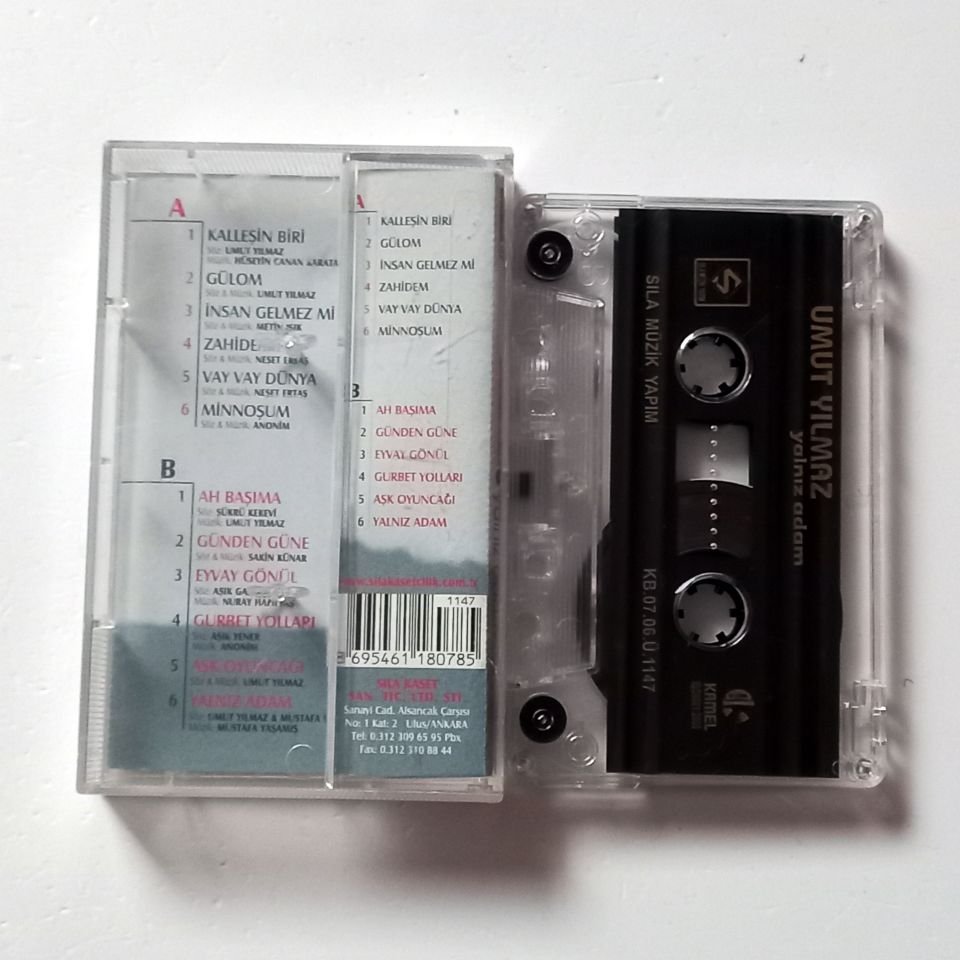 A
1 KALLEŞİN BİRİ
Söz: UMUT YILMAZ
Müzik: HÜSEYİN CANAN KARATA
2 GÜLOM
Söz & Müzik: UMUT YILMAZ
3 İNSAN GELMEZ Mİ
Söz & Müzik: METİN IŞIK
4 ZAHİDE
Söz & Müzik: NEŞET ERTAŞ
5 VAY VAY DÜNYA
Söz & Müzik: NEŞET ERTAŞ
6 MİNNOŞUM
Söz & Müzik: ANONİM
B
1 AH BAŞIMA
Söz: ŞÜKRÜ KEKEVİ
Müzik: UMUT YILMAZ
2 GÜNDEN GÜNE
Söz & Müzik: SAKİN KÜNAR
3 EYVAY GÖNÜL
Söz: AŞIK
Müzik: NURAY
4 GURBET YOLLARI
Söz: AŞIK YENER
Müzik: ANONİM
5 AŞK OYUNCAĞI
Söz & Müzik: UMUT YILMAZ
6 YALNIZ ADAM
Söz: UMUT YILMAZ & MUSTAFA
Müzik: MUSTAFA YAŞAMIŞ
A
1 KALLEŞİN BİRİ
2 GÜLOM
3 İNSAN GELMEZ Mİ
4 ZAHİDEM
5 VAY VAY DÜNYA
6 MİNNOŞUM
B
1 AH BAŞIMA
2 GÜNDEN GÜNE
3 EYVAY GÖNÜL
4 GURBET YOLLARI
5 AŞK OYUNCAĞI
6 YALNIZ ADAM
www.silakasetcilik.com.tr
1147
8 695461 180785
SILA KASET
SAN. TİC. LTD. ŞTİ.
Sanayi Cad. Alsancak Çarşısı
No: 1 Kat: 2 Ulus/ANKARA
Tel: 0.312 309 65 95 Pbx
Fax: 0.312 310 88 44
SILA MÜZİK YAPIM
KB.07.06.Ü.1147
KAMEL
UMUT YILMAZ
yalnız adam